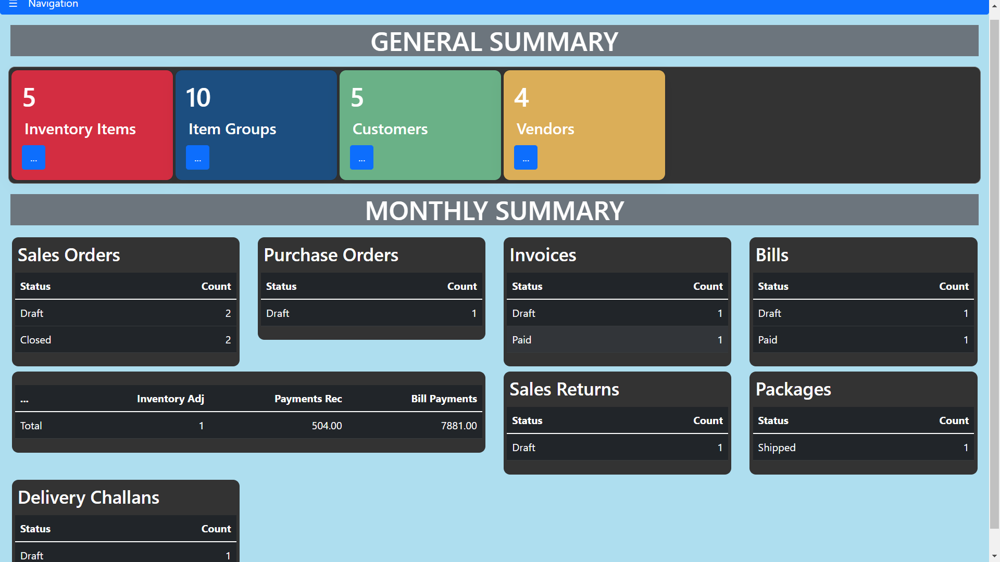 ☰ Navigation
GENERAL SUMMARY
5
Inventory Items
...
10
Item Groups
...
5
Customers
...
4
Vendors
...
MONTHLY SUMMARY
Sales Orders
Status Count
Draft 2
Closed 2
Purchase Orders
Status Count
Draft 1
Invoices
Status Count
Draft 1
Paid 1
Bills
Status Count
Draft 1
Paid 1
... Inventory Adj Payments Rec Bill Payments
Total 1 504.00 7881.00
Sales Returns
Status Count
Draft 1
Packages
Status Count
Shipped 1
Delivery Challans
Status Count
Draft 1